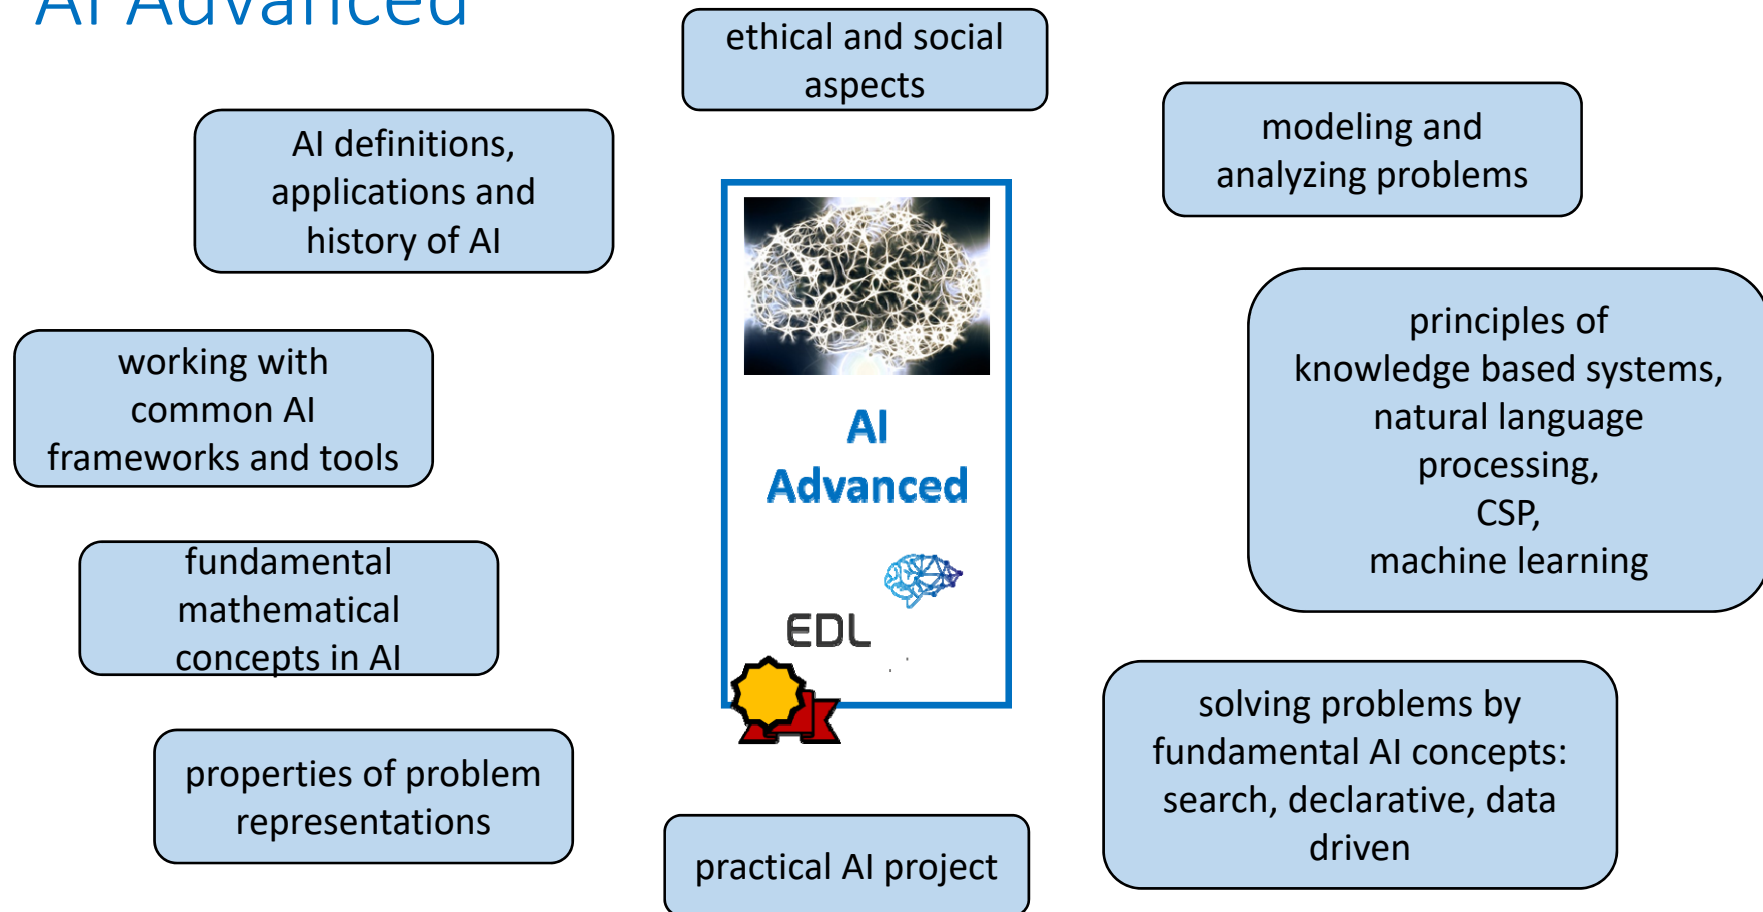 AI Advanced
ethical and social
aspects
AI definitions,
applications and
history of AI
modeling and
analyzing problems
working with
common AI
frameworks and tools
principles of
knowledge based systems,
natural language
processing,
CSP,
machine learning
AI
Advanced
EDL
fundamental
mathematical
concepts in AI
properties of problem
representations
solving problems by
fundamental AI concepts:
search, declarative, data
driven
practical AI project